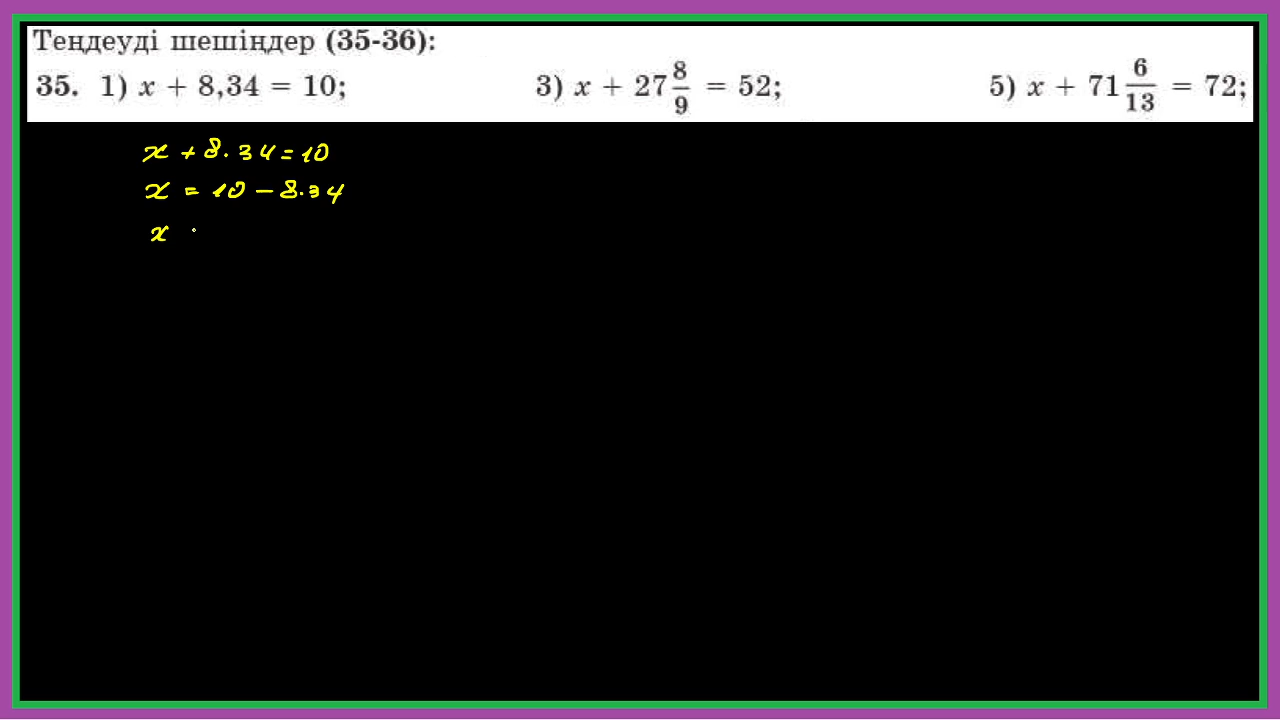 Теңдеуді шешіңдер (35-36):
35. 1) x + 8,34 = 10; 3) x + 27 8/9 = 52; 5) x + 71 6/13 = 72;
x + 8.34 = 10
x = 10 - 8.34
x